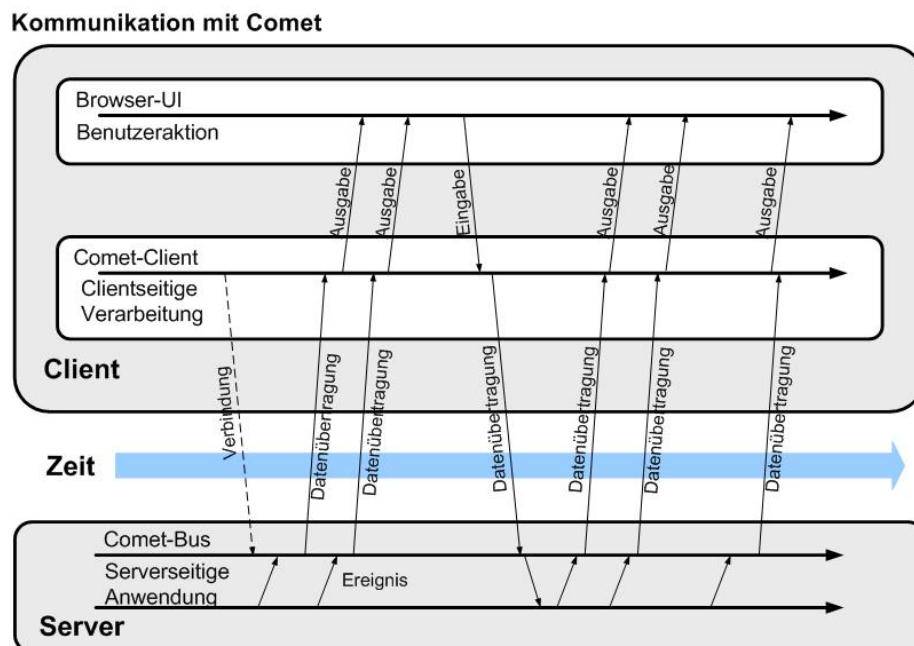 Kommunikation mit Comet
Browser-UI
Benutzeraktion
Ausgabe
Ausgabe
Eingabe
Ausgabe
Ausgabe
Ausgabe
Comet-Client
Clientseitige
Verarbeitung
Client
Verbindung
Datenübertragung
Datenübertragung
Datenübertragung
Datenübertragung
Datenübertragung
Datenübertragung
Zeit
Comet-Bus
Serverseitige
Anwendung
Ereignis
Server